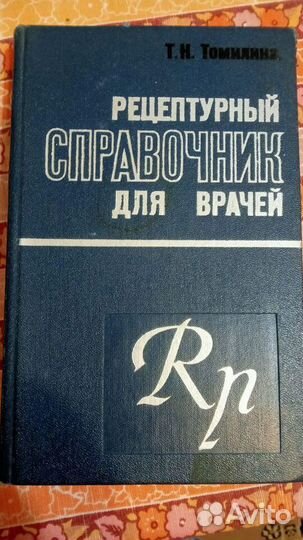 Т. Н. Томилина
РЕЦЕПТУРНЫЙ
СПРАВОЧНИК
ДЛЯ ВРАЧЕЙ
Rp
Avito